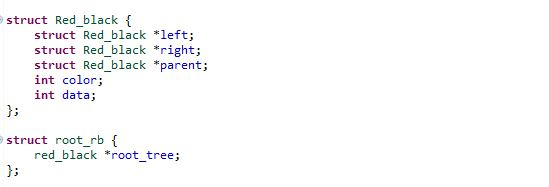 struct Red_black {
    struct Red_black *left;
    struct Red_black *right;
    struct Red_black *parent;
    int color;
    int data;
};
struct root_rb {
    red_black *root_tree;
};